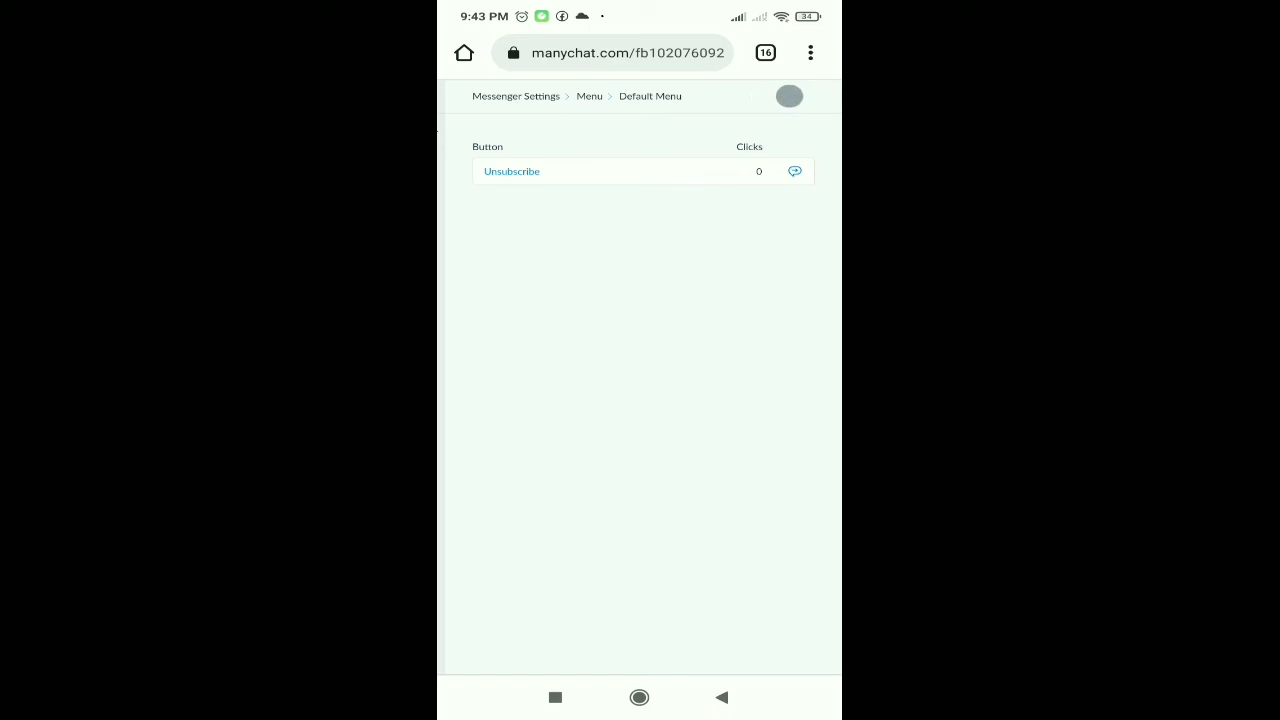 9:43 PM 34
manychat.com/fb102076092 16
Messenger Settings > Menu > Default Menu
Button Clicks
Unsubscribe 0